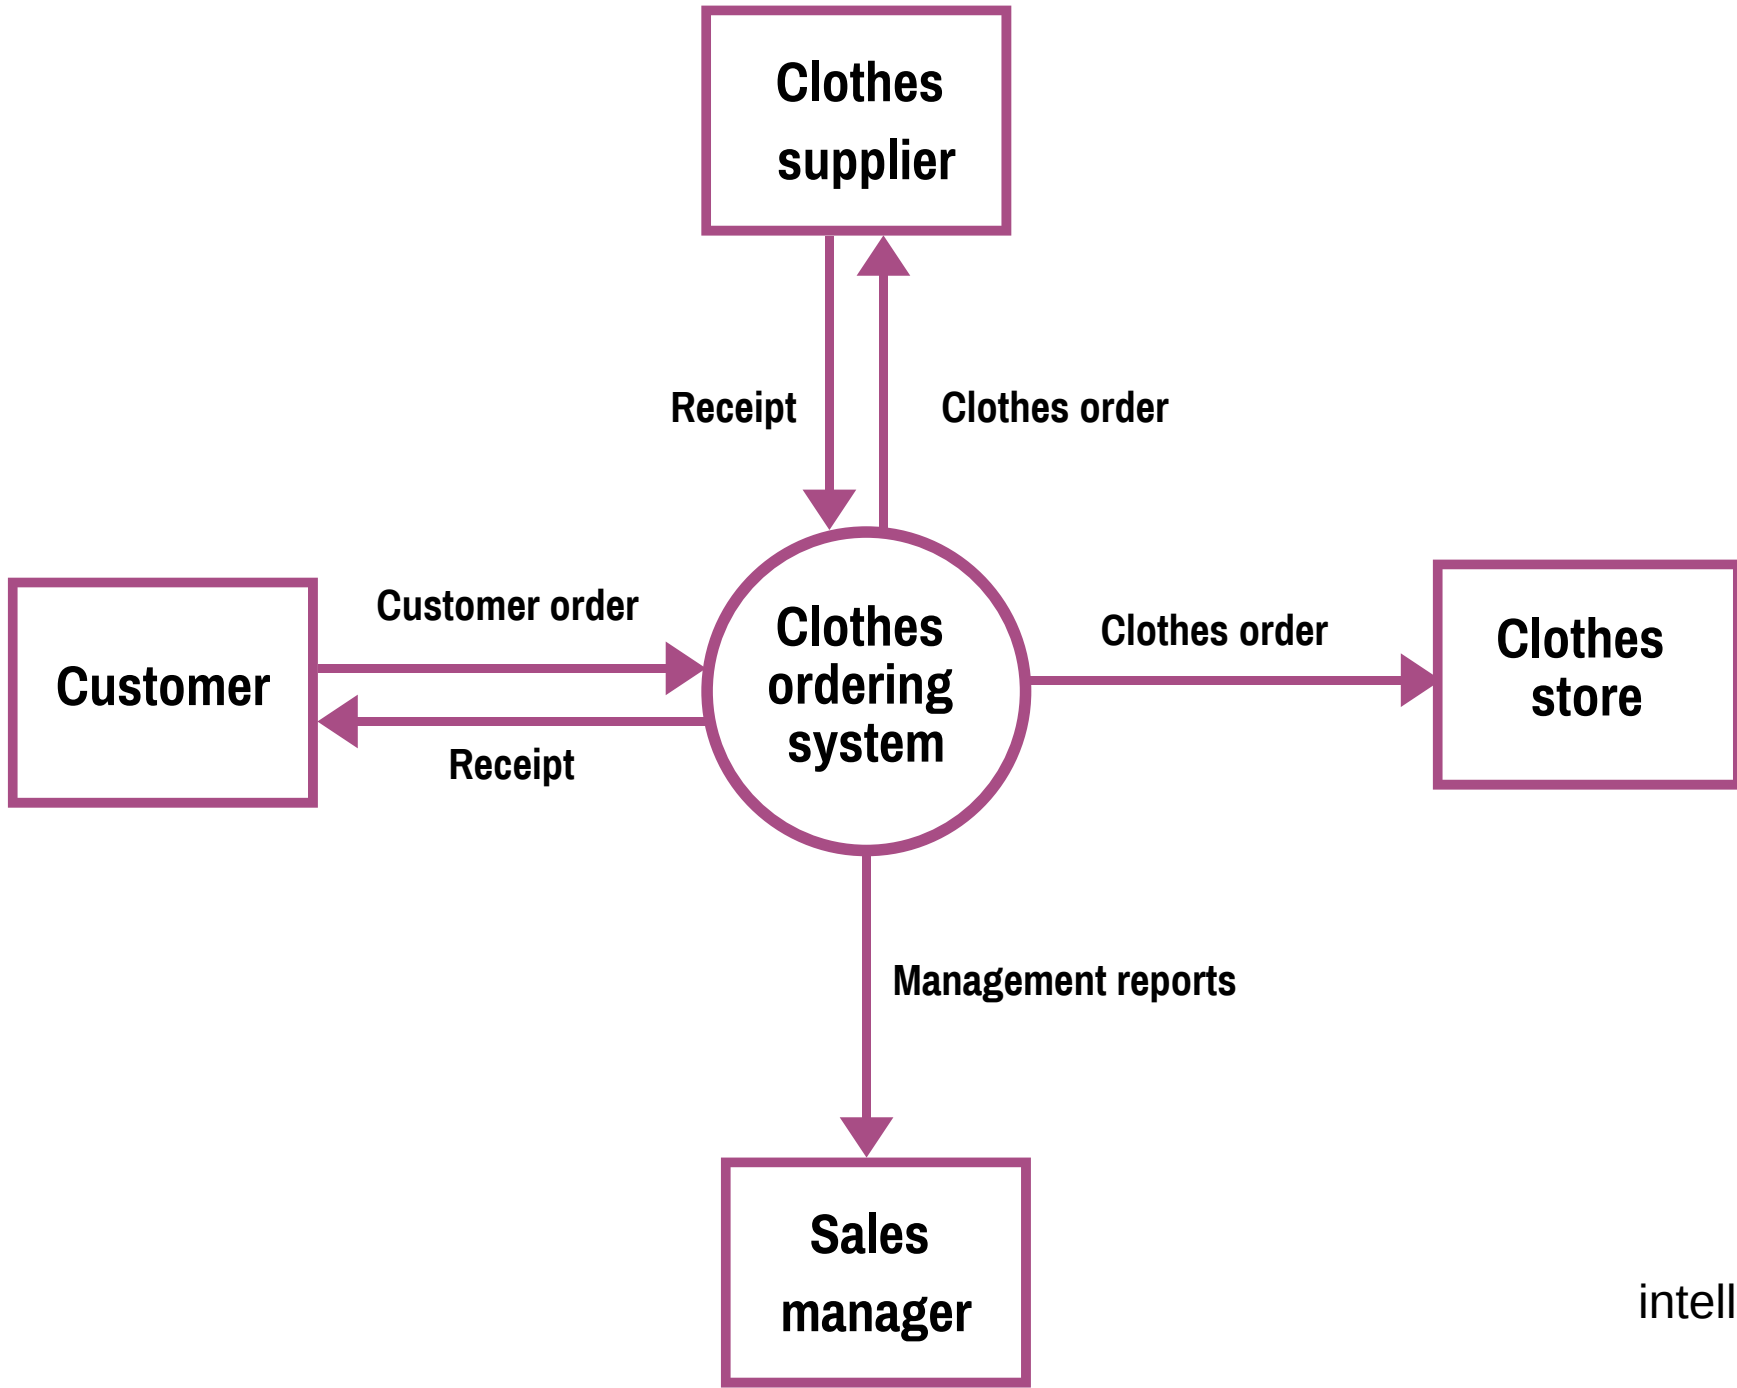 Clothes
supplier
Receipt
Clothes order
Customer order
Customer
Receipt
Clothes
ordering
system
Clothes order
Clothes
store
Management reports
Sales
manager
intell